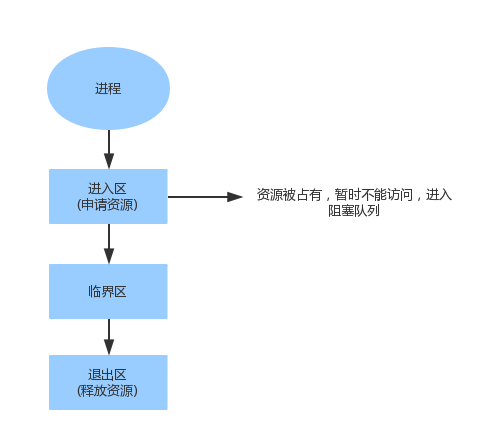 进程
进入区
(申请资源)
资源被占有，暂时不能访问，进入
阻塞队列
临界区
退出区
(释放资源)